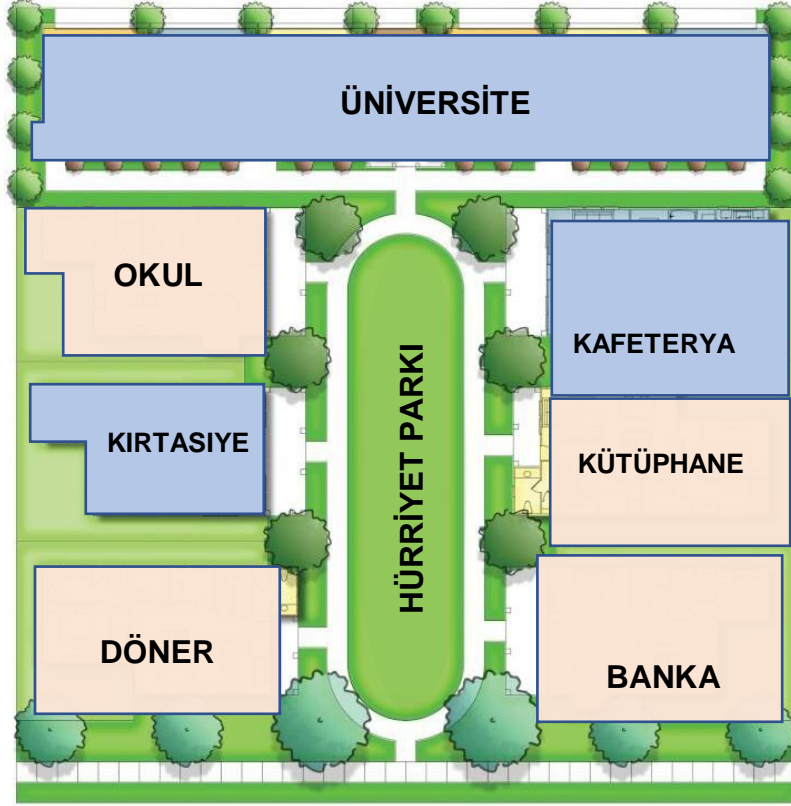 ÜNİVERSİTE
OKUL
KAFETERYA
HÜRRİYET PARKI
KIRTASIYE
KÜTÜPHANE
DÖNER
BANKA